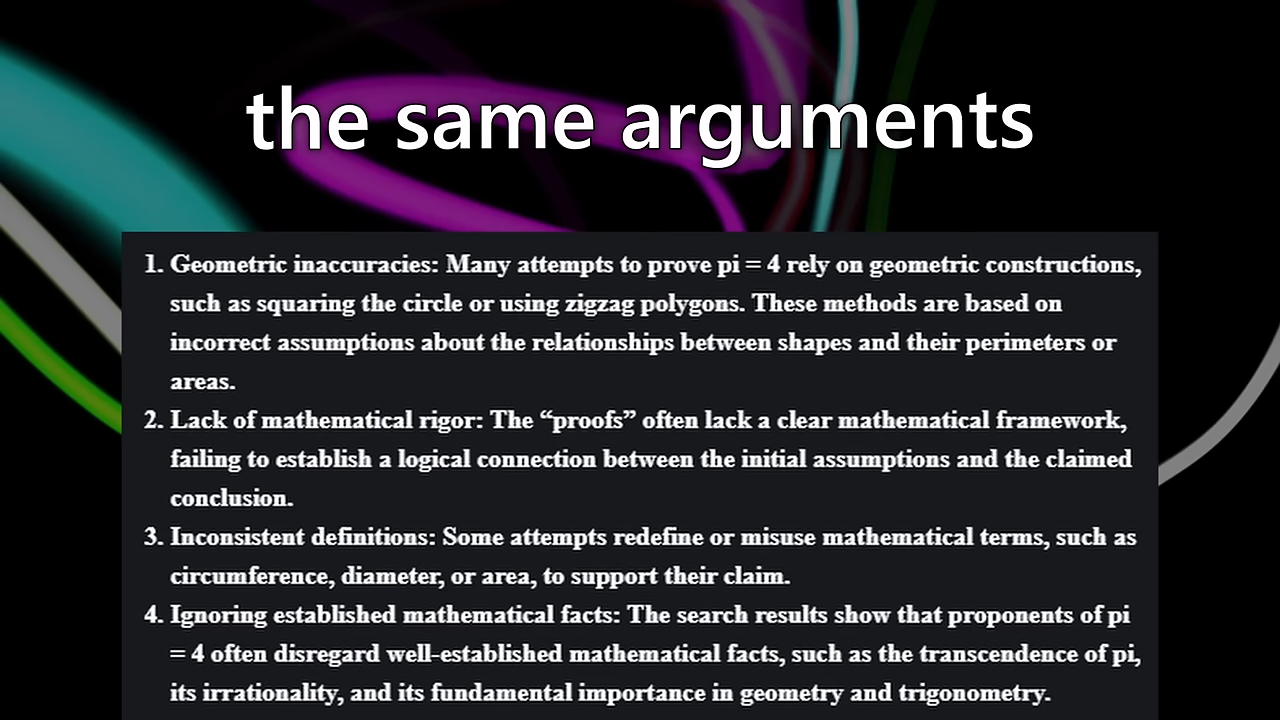 the same arguments
1. Geometric inaccuracies: Many attempts to prove pi = 4 rely on geometric constructions,
such as squaring the circle or using zigzag polygons. These methods are based on
incorrect assumptions about the relationships between shapes and their perimeters or
areas.
2. Lack of mathematical rigor: The “proofs” often lack a clear mathematical framework,
failing to establish a logical connection between the initial assumptions and the claimed
conclusion.
3. Inconsistent definitions: Some attempts redefine or misuse mathematical terms, such as
circumference, diameter, or area, to support their claim.
4. Ignoring established mathematical facts: The search results show that proponents of pi
= 4 often disregard well-established mathematical facts, such as the transcendence of pi,
its irrationality, and its fundamental importance in geometry and trigonometry.